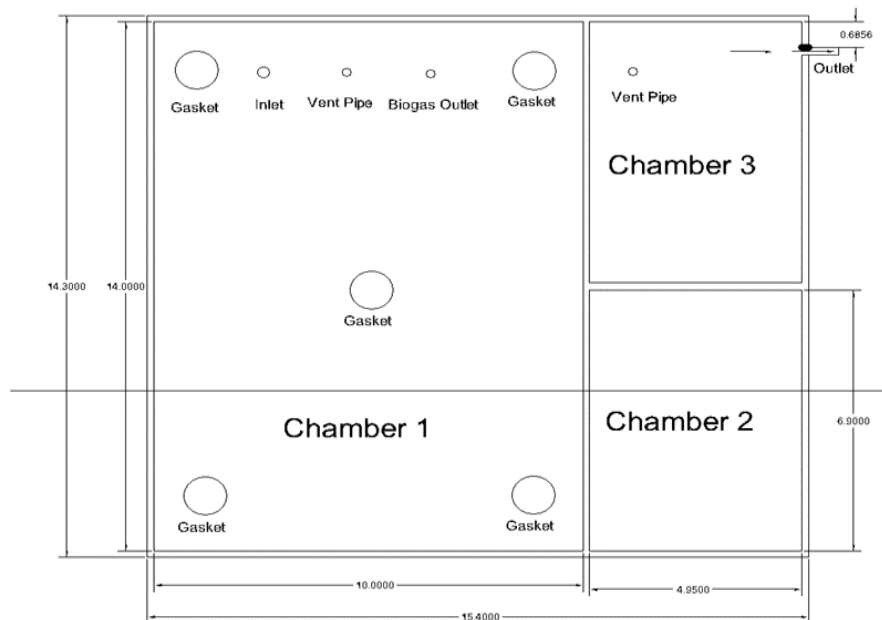 0.6856
Outlet
Gasket
Inlet
Vent Pipe
Biogas Outlet
Gasket
Vent Pipe
Chamber 3
14.3000
14.0000
Gasket
Chamber 1
Chamber 2
6.9000
Gasket
Gasket
10.0000
4.9500
15.4000